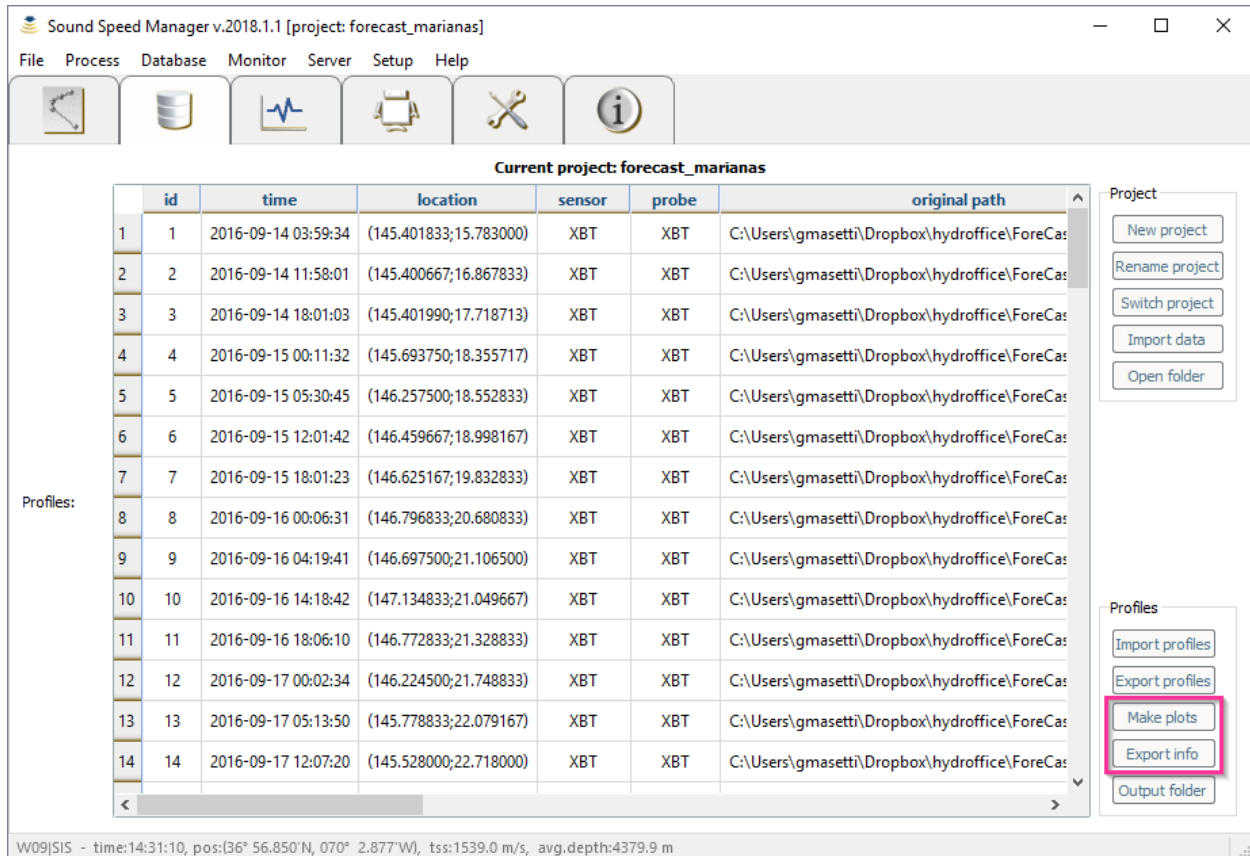 Sound Speed Manager v.2018.1.1 [project: forecast_marianas]
File Process Database Monitor Server Setup Help
Current project: forecast_marianas
id time location sensor probe original path
1 1 2016-09-14 03:59:34 (145.401833;15.783000) XBT XBT C:\Users\gmasetti\Dropbox\hydroffice\ForeCas
2 2 2016-09-14 11:58:01 (145.400667;16.867833) XBT XBT C:\Users\gmasetti\Dropbox\hydroffice\ForeCas
3 3 2016-09-14 18:01:03 (145.401990;17.718713) XBT XBT C:\Users\gmasetti\Dropbox\hydroffice\ForeCas
4 4 2016-09-15 00:11:32 (145.693750;18.355717) XBT XBT C:\Users\gmasetti\Dropbox\hydroffice\ForeCas
5 5 2016-09-15 05:30:45 (146.257500;18.552833) XBT XBT C:\Users\gmasetti\Dropbox\hydroffice\ForeCas
6 6 2016-09-15 12:01:42 (146.459667;18.998167) XBT XBT C:\Users\gmasetti\Dropbox\hydroffice\ForeCas
7 7 2016-09-15 18:01:23 (146.625167;19.832833) XBT XBT C:\Users\gmasetti\Dropbox\hydroffice\ForeCas
Profiles:
8 8 2016-09-16 00:06:31 (146.796833;20.680833) XBT XBT C:\Users\gmasetti\Dropbox\hydroffice\ForeCas
9 9 2016-09-16 04:19:41 (146.697500;21.106500) XBT XBT C:\Users\gmasetti\Dropbox\hydroffice\ForeCas
10 10 2016-09-16 14:18:42 (147.134833;21.049667) XBT XBT C:\Users\gmasetti\Dropbox\hydroffice\ForeCas
11 11 2016-09-16 18:06:10 (146.772833;21.328833) XBT XBT C:\Users\gmasetti\Dropbox\hydroffice\ForeCas
12 12 2016-09-17 00:02:34 (146.224500;21.748833) XBT XBT C:\Users\gmasetti\Dropbox\hydroffice\ForeCas
13 13 2016-09-17 05:13:50 (145.778833;22.079167) XBT XBT C:\Users\gmasetti\Dropbox\hydroffice\ForeCas
14 14 2016-09-17 12:07:20 (145.528000;22.718000) XBT XBT C:\Users\gmasetti\Dropbox\hydroffice\ForeCas
Project
New project
Rename project
Switch project
Import data
Open folder
Profiles
Import profiles
Export profiles
Make plots
Export info
Output folder
W09|SIS - time:14:31:10, pos:(36° 56.850'N, 070° 2.877'W), tss:1539.0 m/s, avg.depth:4379.9 m